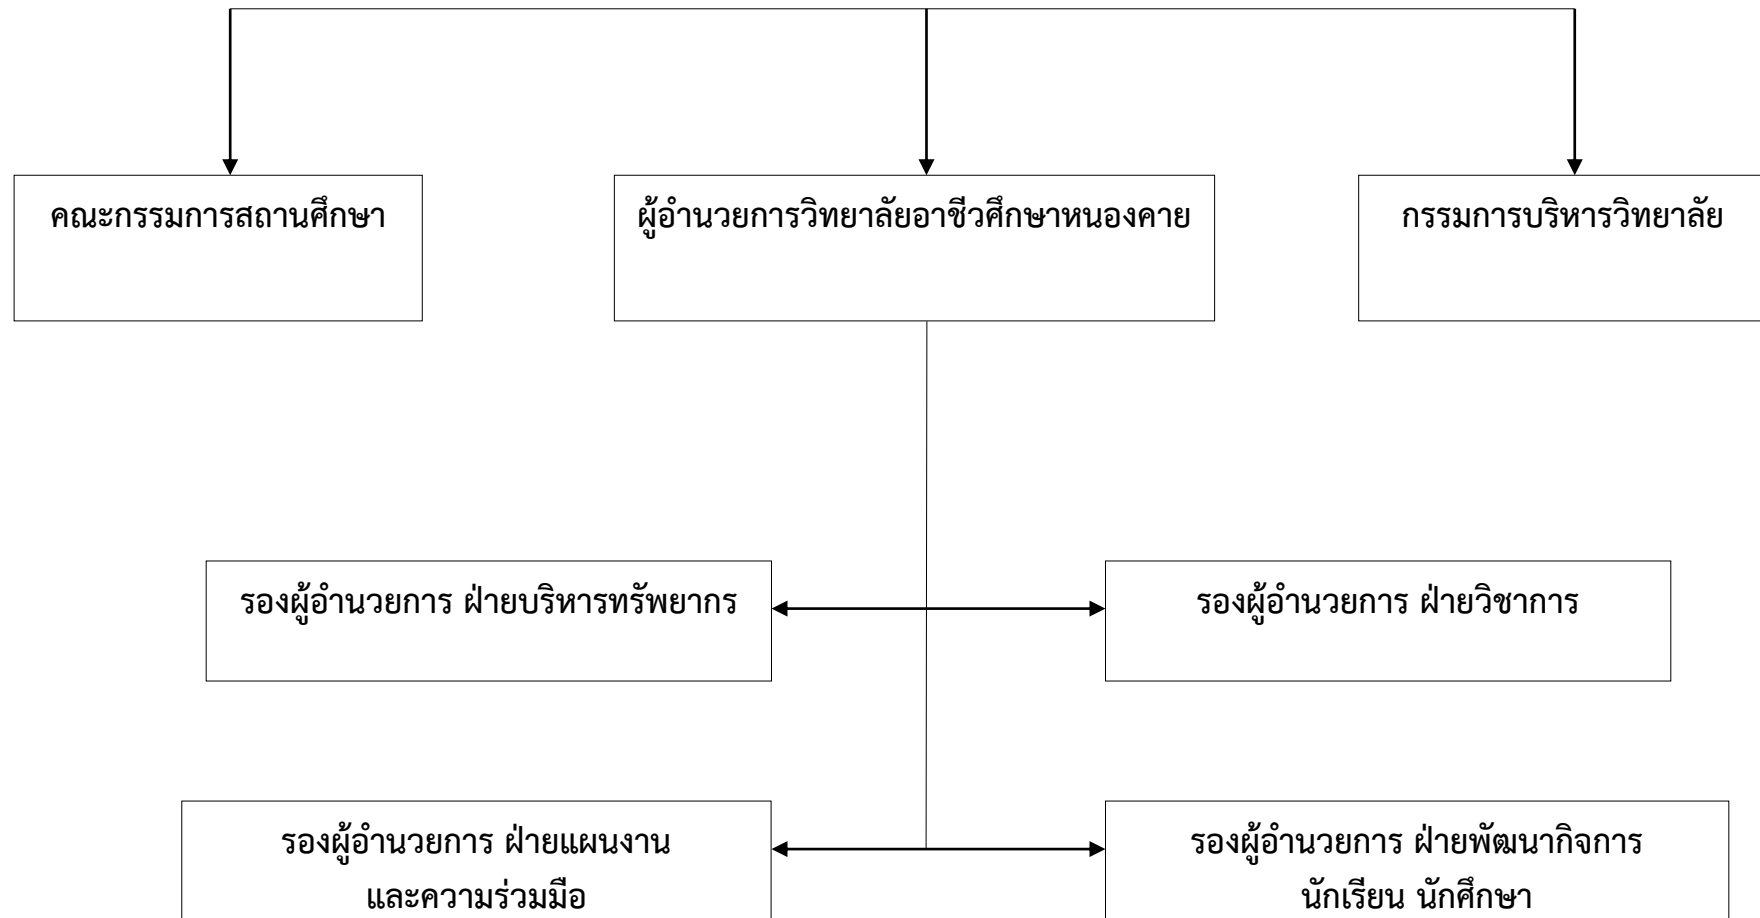 คณะกรรมการสถานศึกษา
ผู้อำนวยการวิทยาลัยอาชีวศึกษาหนองคาย
กรรมการบริหารวิทยาลัย
รองผู้อำนวยการ ฝ่ายบริหารทรัพยากร
รองผู้อำนวยการ ฝ่ายวิชาการ
รองผู้อำนวยการ ฝ่ายแผนงาน
และความร่วมมือ
รองผู้อำนวยการ ฝ่ายพัฒนากิจการ
นักเรียน นักศึกษา